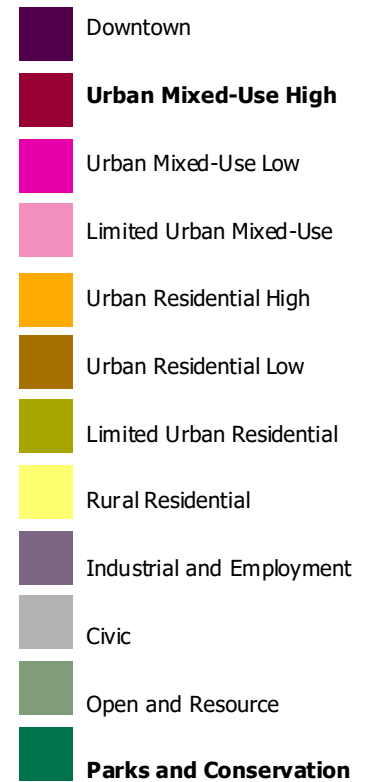 Downtown
Urban Mixed-Use High
Urban Mixed-Use Low
Limited Urban Mixed-Use
Urban Residential High
Urban Residential Low
Limited Urban Residential
Rural Residential
Industrial and Employment
Civic
Open and Resource
Parks and Conservation